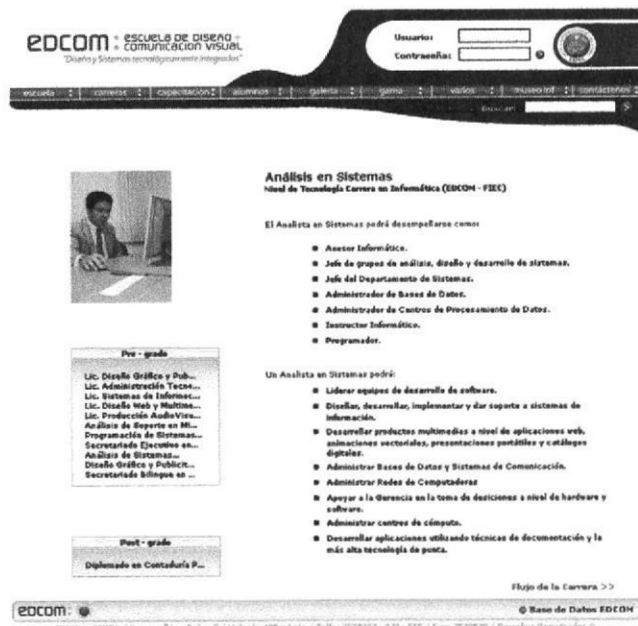 EDCOM : ESCUELA DE DISEÑO +
COMUNICACIÓN VISUAL
"Diseño y Sistemas tecnológicamente integrados"
Usuario:
Contraseña:
escuela : carreras : capacitación : alumnos : galería : gama : varios : museo inf : contáctenos :
buscar:
Análisis en Sistemas
Nivel de Tecnología Carrera en Informática (EDCOM - FIEC)
El Analista en Sistemas podrá desempeñarse como:
Asesor Informático.
Jefe de grupos de análisis, diseño y desarrollo de sistemas.
Jefe del Departamento de Sistemas.
Administrador de Bases de Datos.
Administrador de Centros de Procesamiento de Datos.
Instructor Informático.
Programador.
Pre - grado
Lic. Diseño Gráfico y Pub...
Lic. Administración Tecno...
Lic. Sistemas de Informac...
Lic. Diseño Web y Multime...
Lic. Producción AudioVisu...
Análisis de Soporte en Mi...
Programación de Sistemas...
Secretariado Ejecutivo en...
Análisis de Sistemas...
Diseño Gráfico y Publicit...
Secretariado Bilingue en ...
Un Analista en Sistemas podrá:
Liderar equipos de desarrollo de software.
Diseñar, desarrollar, implementar y dar soporte a sistemas de
información.
Desarrollar productos multimedios a nivel de aplicaciones web,
animaciones vectoriales, presentaciones portátiles y catálogos
digitales.
Administrar Bases de Datos y Sistemas de Comunicación.
Administrar Redes de Computadoras
Apoyar a la Gerencia en la toma de desiciones a nivel de hardware y
software.
Administrar centros de cómputo.
Desarrollar aplicaciones utilizando técnicas de documentación y la
más alta tecnología de punta.
Post - grado
Diplomado en Contaduría P...
Flujo de la Carrera >>
EDCOM:
© Base de Datos EDCOM